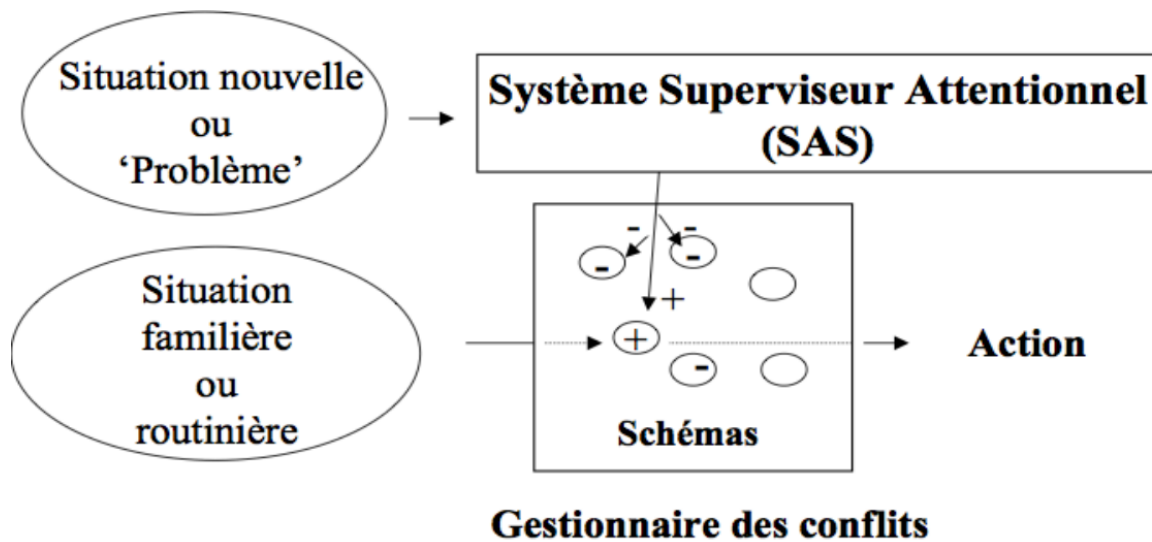 Situation nouvelle
ou
‘Problème’
Système Superviseur Attentionnel
(SAS)
Situation
familière
ou
routinière
- -
- -
+
+
-
Schémas
Action
Gestionnaire des conflits